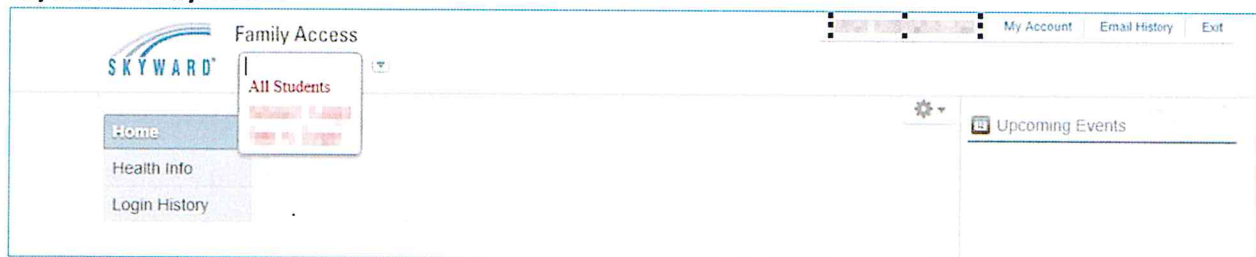 Family Access
SKYWARD
All Students
My Account
Email History
Exit
Home
Health Info
Login History
Upcoming Events